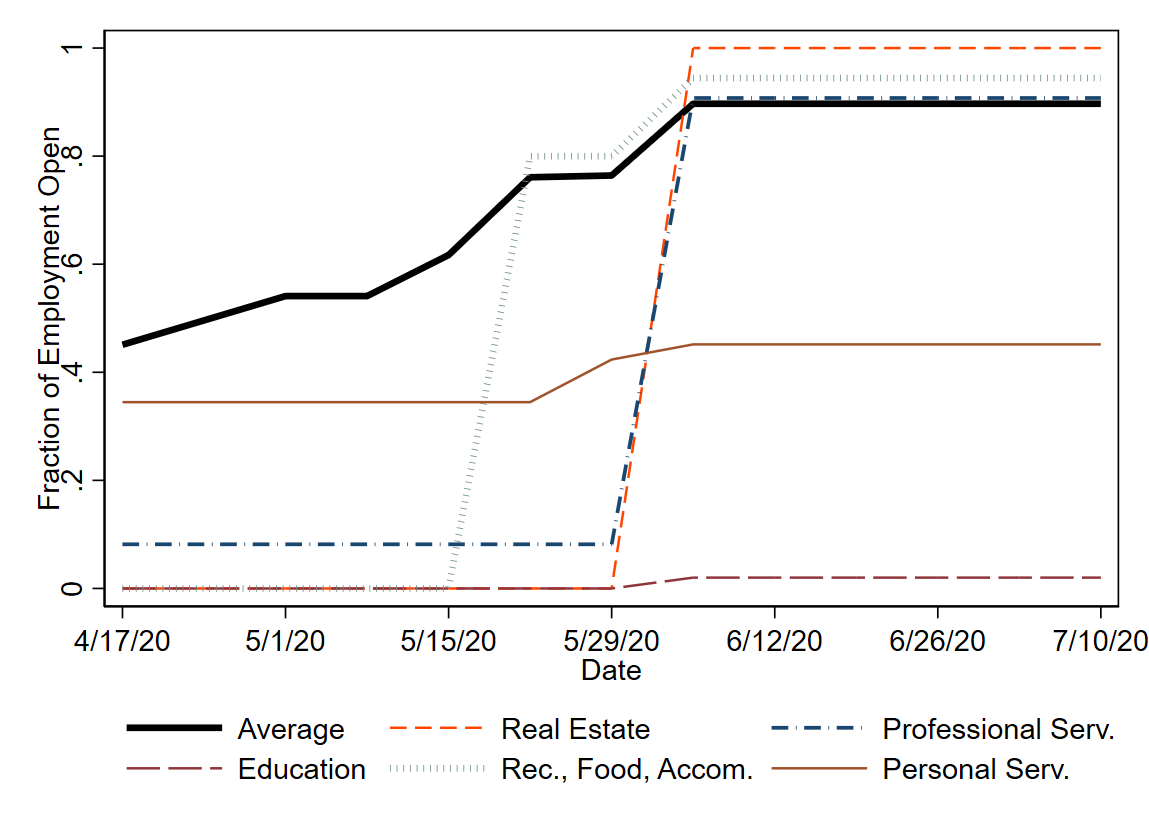 Fraction of Employment Open
1
.8
.6
.4
.2
0
4/17/20 5/1/20 5/15/20 5/29/20 6/12/20 6/26/20 7/10/20
Date
Average Real Estate Professional Serv.
Education Rec., Food, Accom. Personal Serv.